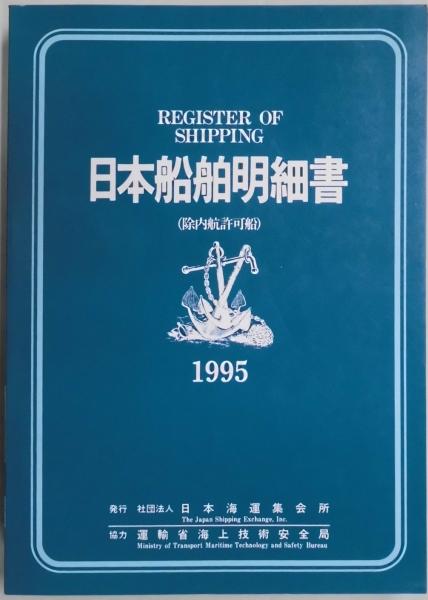 REGISTER OF
SHIPPING
日本船舶明細書
(除内航許可船)
1995
発行 社団法人 日本海運集会所
The Japan Shipping Exchange, Inc.
協力 運輸省海上技術安全局
Ministry of Transport Maritime Technology and Safety Bureau